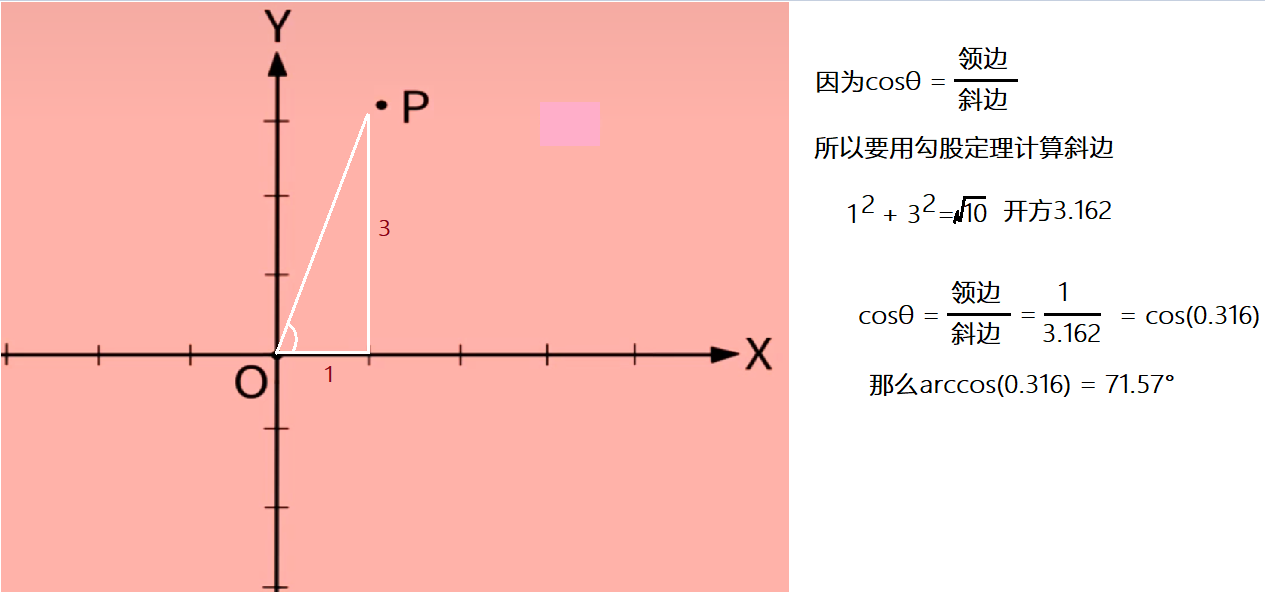 Y
P
3
O
1
X
因为cosθ = 领边
斜边
所以要用勾股定理计算斜边
1² + 3² = √10 开方3.162
cosθ = 领边 = 1 = cos(0.316)
斜边 3.162
那么arccos(0.316) = 71.57°